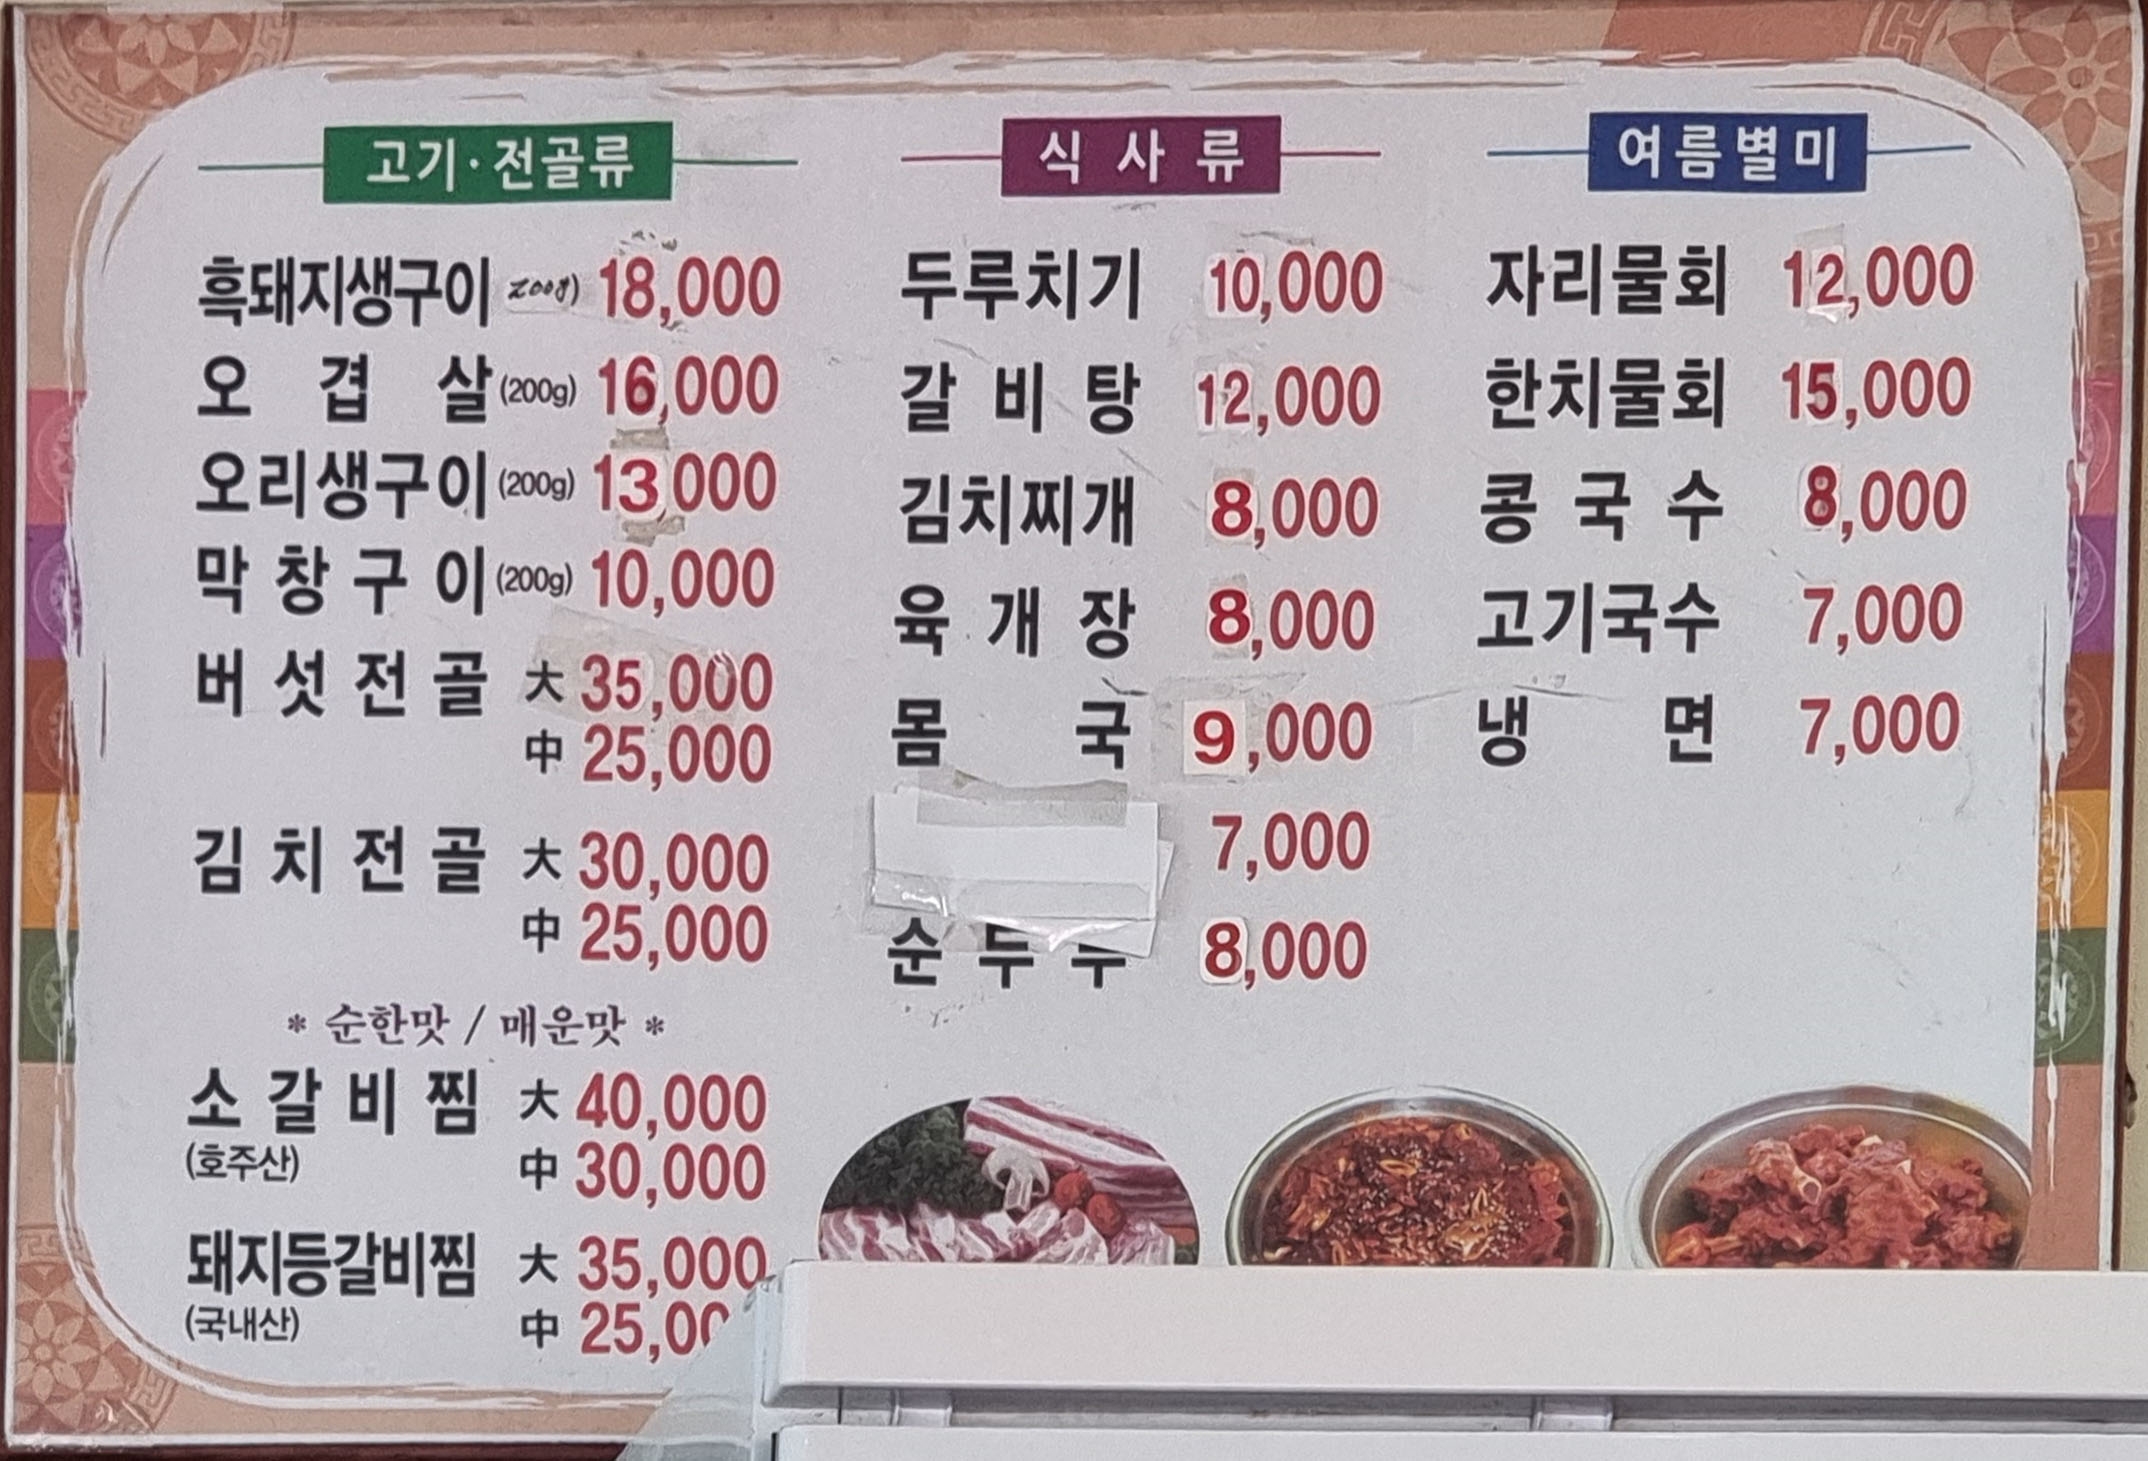 고기·전골류
흑돼지생구이 200g) 18,000
오겹살 (200g) 16,000
오리생구이 (200g) 13,000
막창구이 (200g) 10,000
버섯전골 大 35,000
中 25,000
김치전골 大 30,000
中 25,000
* 순한맛 / 매운맛 *
소갈비찜 大 40,000
(호주산) 中 30,000
돼지등갈비찜 大 35,000
(국내산) 中 25,00
식사류
두루치기 10,000
갈비탕 12,000
김치찌개 8,000
육개장 8,000
몸국 9,000
7,000
순두부 8,000
여름별미
자리물회 12,000
한치물회 15,000
콩국수 8,000
고기국수 7,000
냉면 7,000